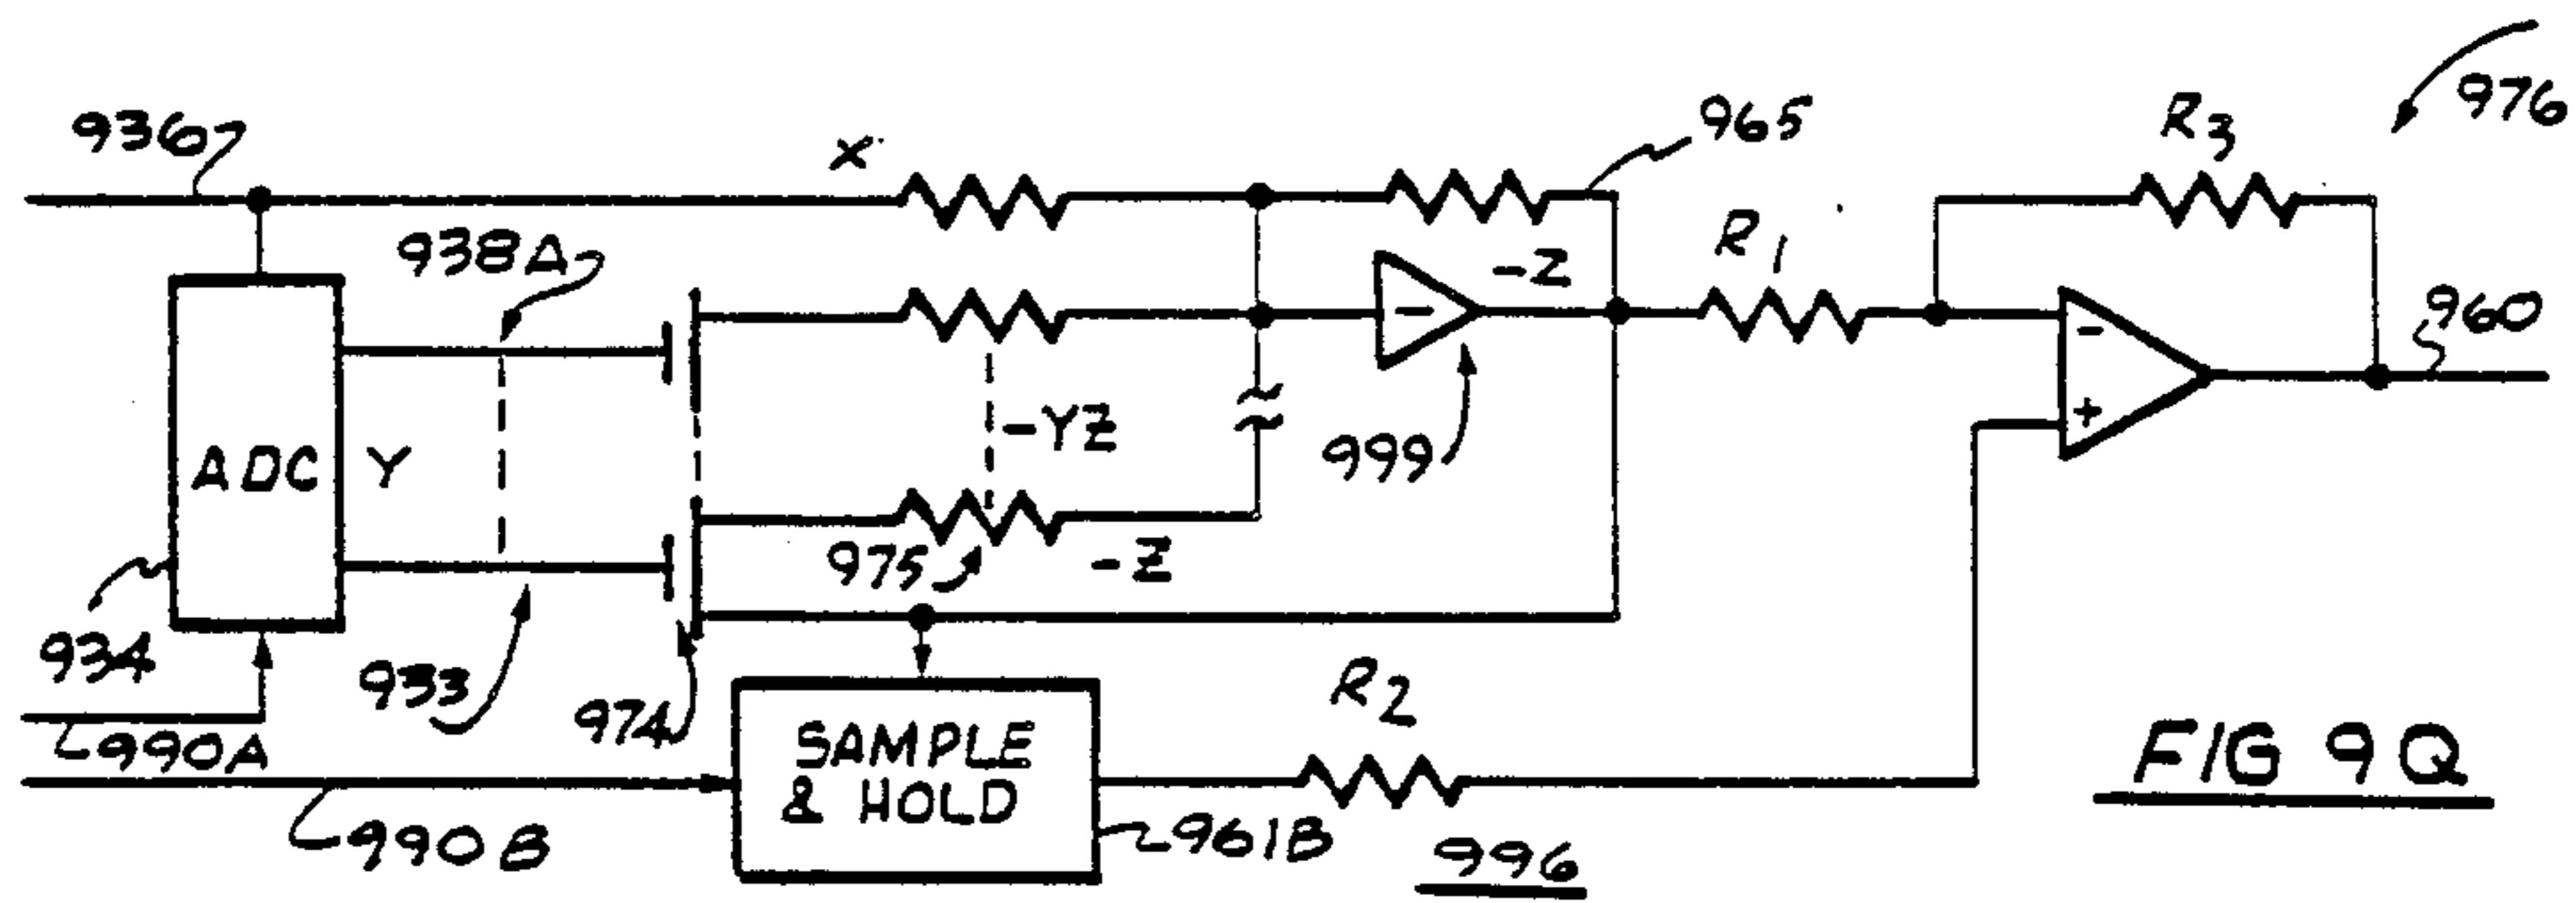 936
X
965
R3
976
938A
R1
-Z
960
-
-
ADC
Y
-YZ
999
+
975
-Z
934
933
974
R2
990A
SAMPLE
& HOLD
FIG 9Q
990B
961B
996